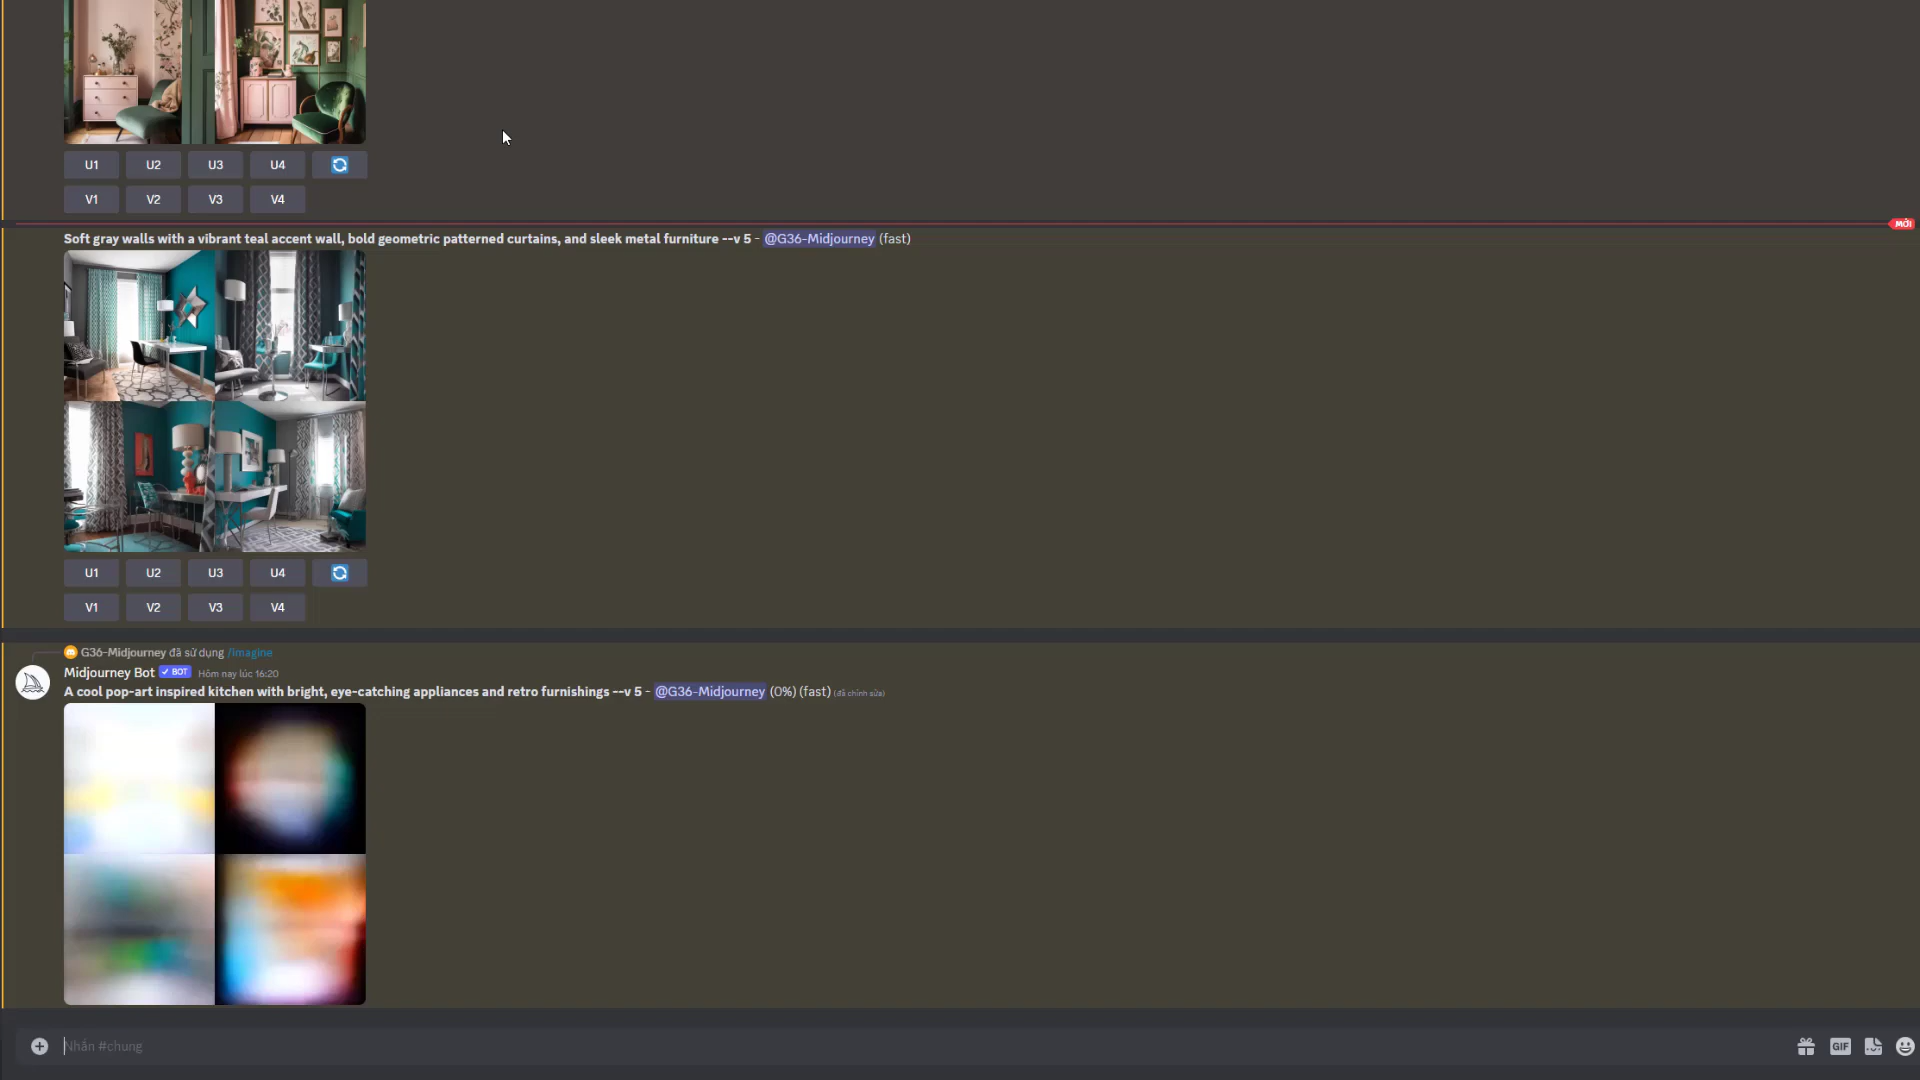 U1 U2 U3 U4
V1 V2 V3 V4
MỚI
Soft gray walls with a vibrant teal accent wall, bold geometric patterned curtains, and sleek metal furniture --v 5 - @G36-Midjourney (fast)
U1 U2 U3 U4
V1 V2 V3 V4
G36-Midjourney đã sử dụng /imagine
Midjourney Bot ✓ BOT Hôm nay lúc 16:20
A cool pop-art inspired kitchen with bright, eye-catching appliances and retro furnishings --v 5 - @G36-Midjourney (0%) (fast) (đã chỉnh sửa)
Nhắn #chung
GIF